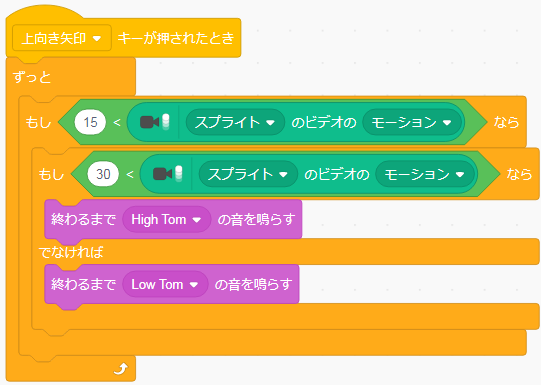 上向き矢印 キーが押されたとき
ずっと
もし 15 < スプライト のビデオの モーション なら
もし 30 < スプライト のビデオの モーション なら
終わるまで High Tom の音を鳴らす
でなければ
終わるまで Low Tom の音を鳴らす